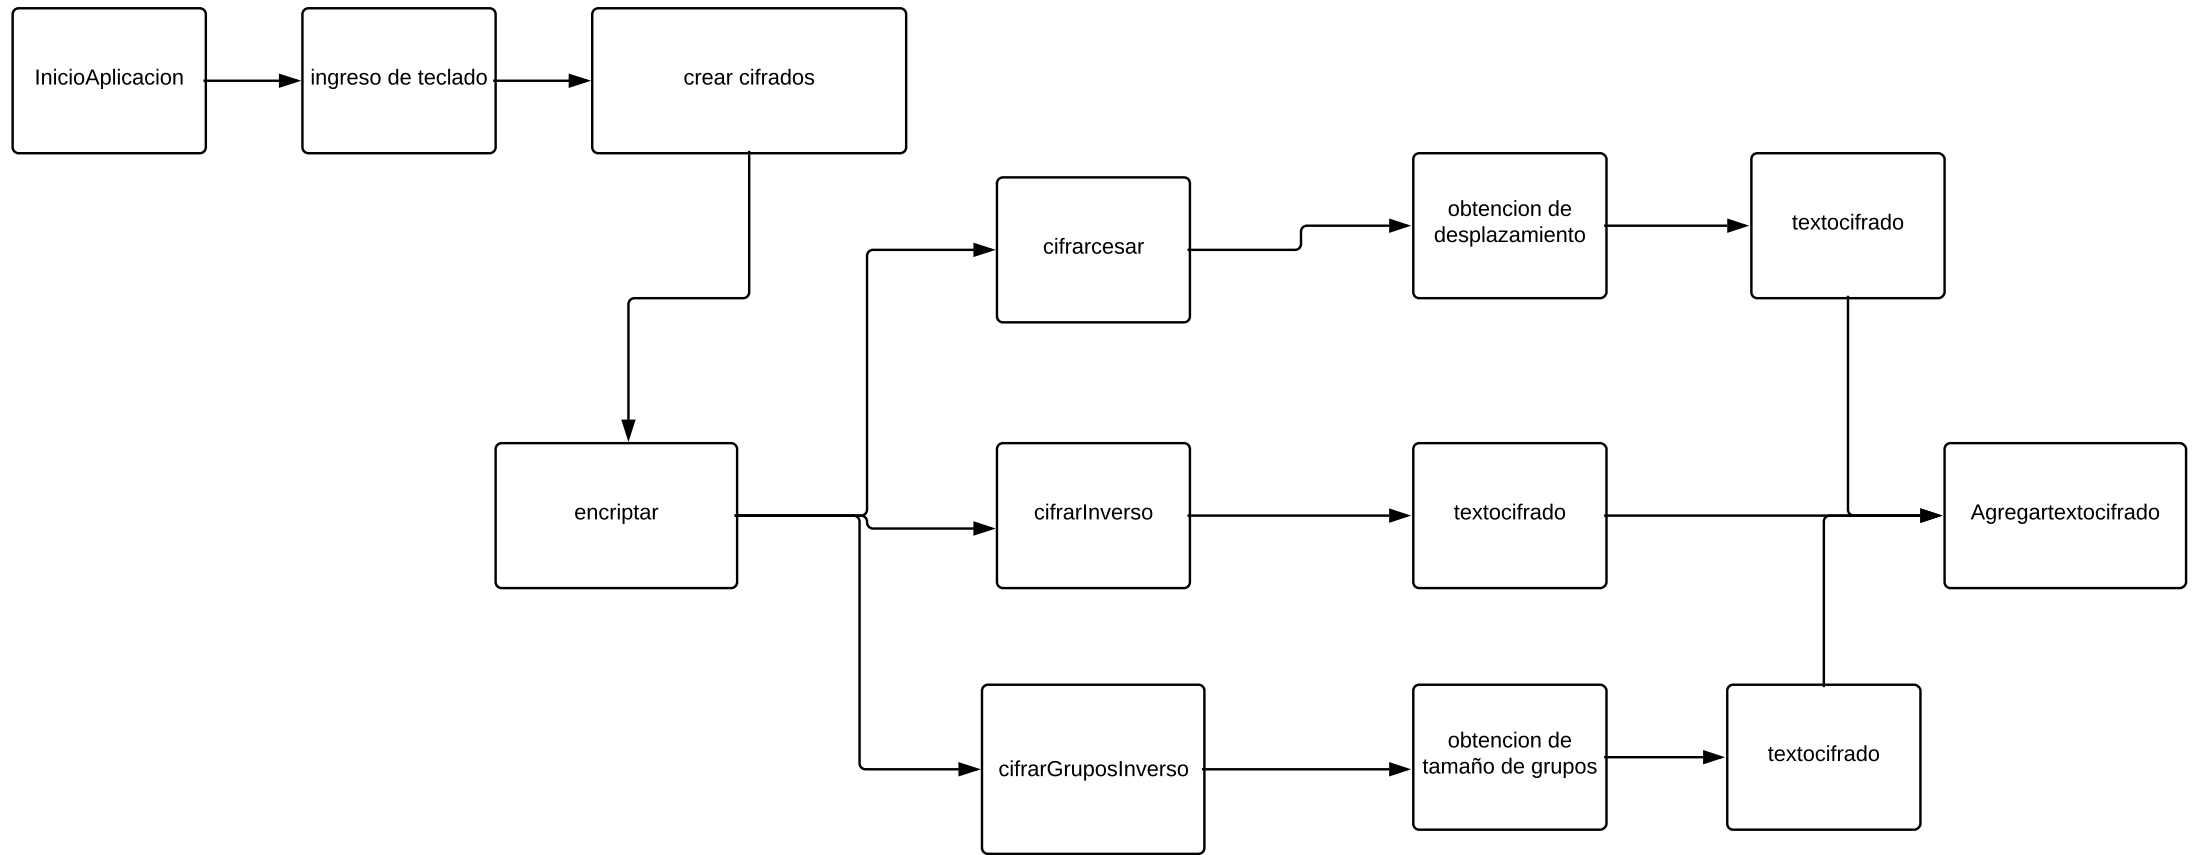 InicioAplicacion
ingreso de teclado
crear cifrados
cifrarcesar
obtencion de
desplazamiento
textocifrado
encriptar
cifrarInverso
textocifrado
Agregartextocifrado
cifrarGruposInverso
obtencion de
tamaño de grupos
textocifrado